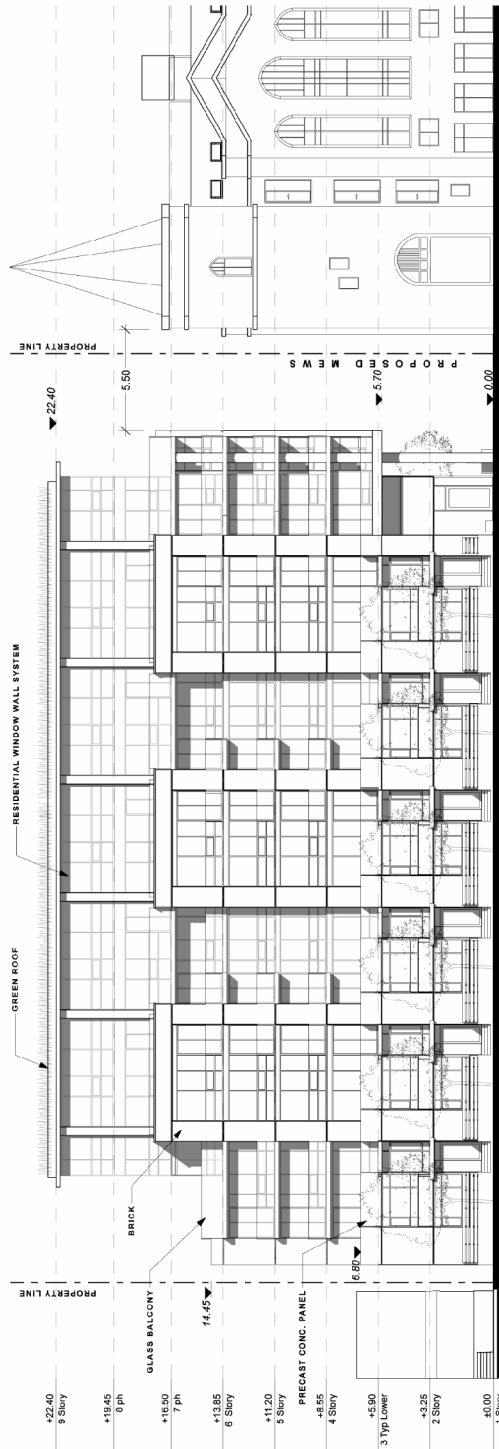 GREEN ROOF
RESIDENTIAL WINDOW WALL SYSTEM
BRICK
GLASS BALCONY
PRECAST CONC. PANEL
PROPERTY LINE
PROPERTY LINE
PROPOSED MEWS
14.45
6.80
22.40
5.50
5.70
0.00
+22.40
9 Story
+19.45
8 ph
+16.50
7 ph
+13.85
6 Story
+11.20
5 Story
+8.55
4 Story
+5.90
3 Typ Lower
+3.25
2 Story
±0.00